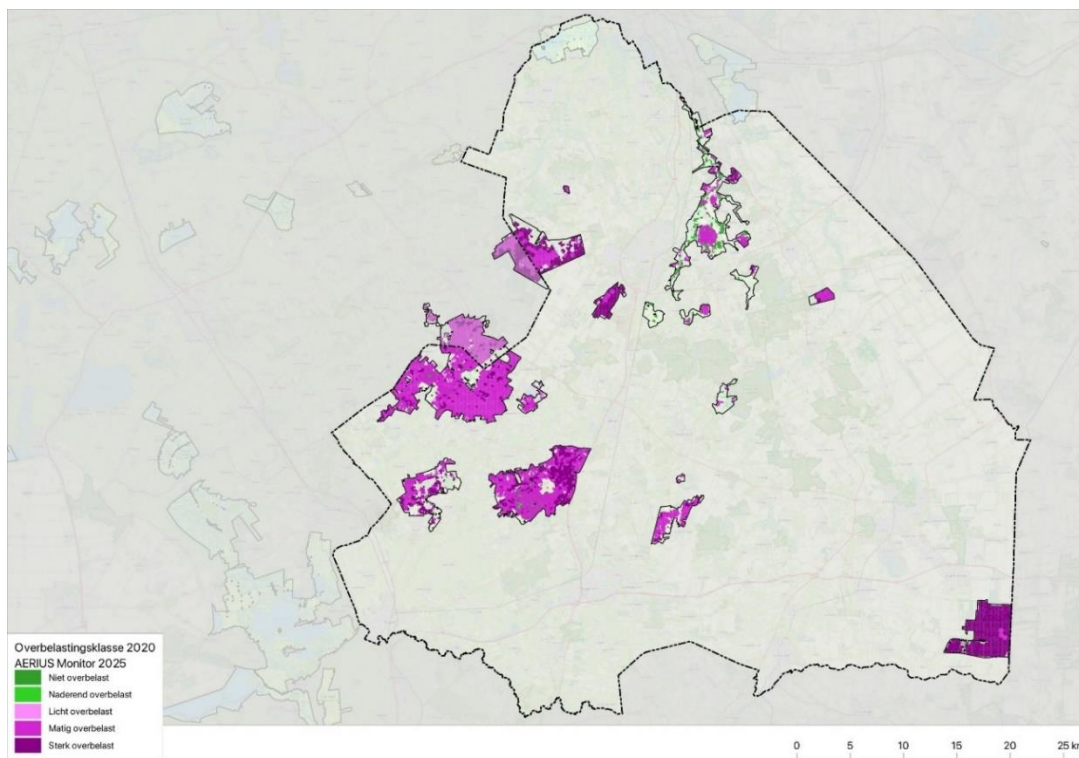 Overbelastingsklasse 2020
AERIUS Monitor 2025
Niet overbelast
Naderend overbelast
Licht overbelast
Matig overbelast
Sterk overbelast
0 5 10 15 20 25 km